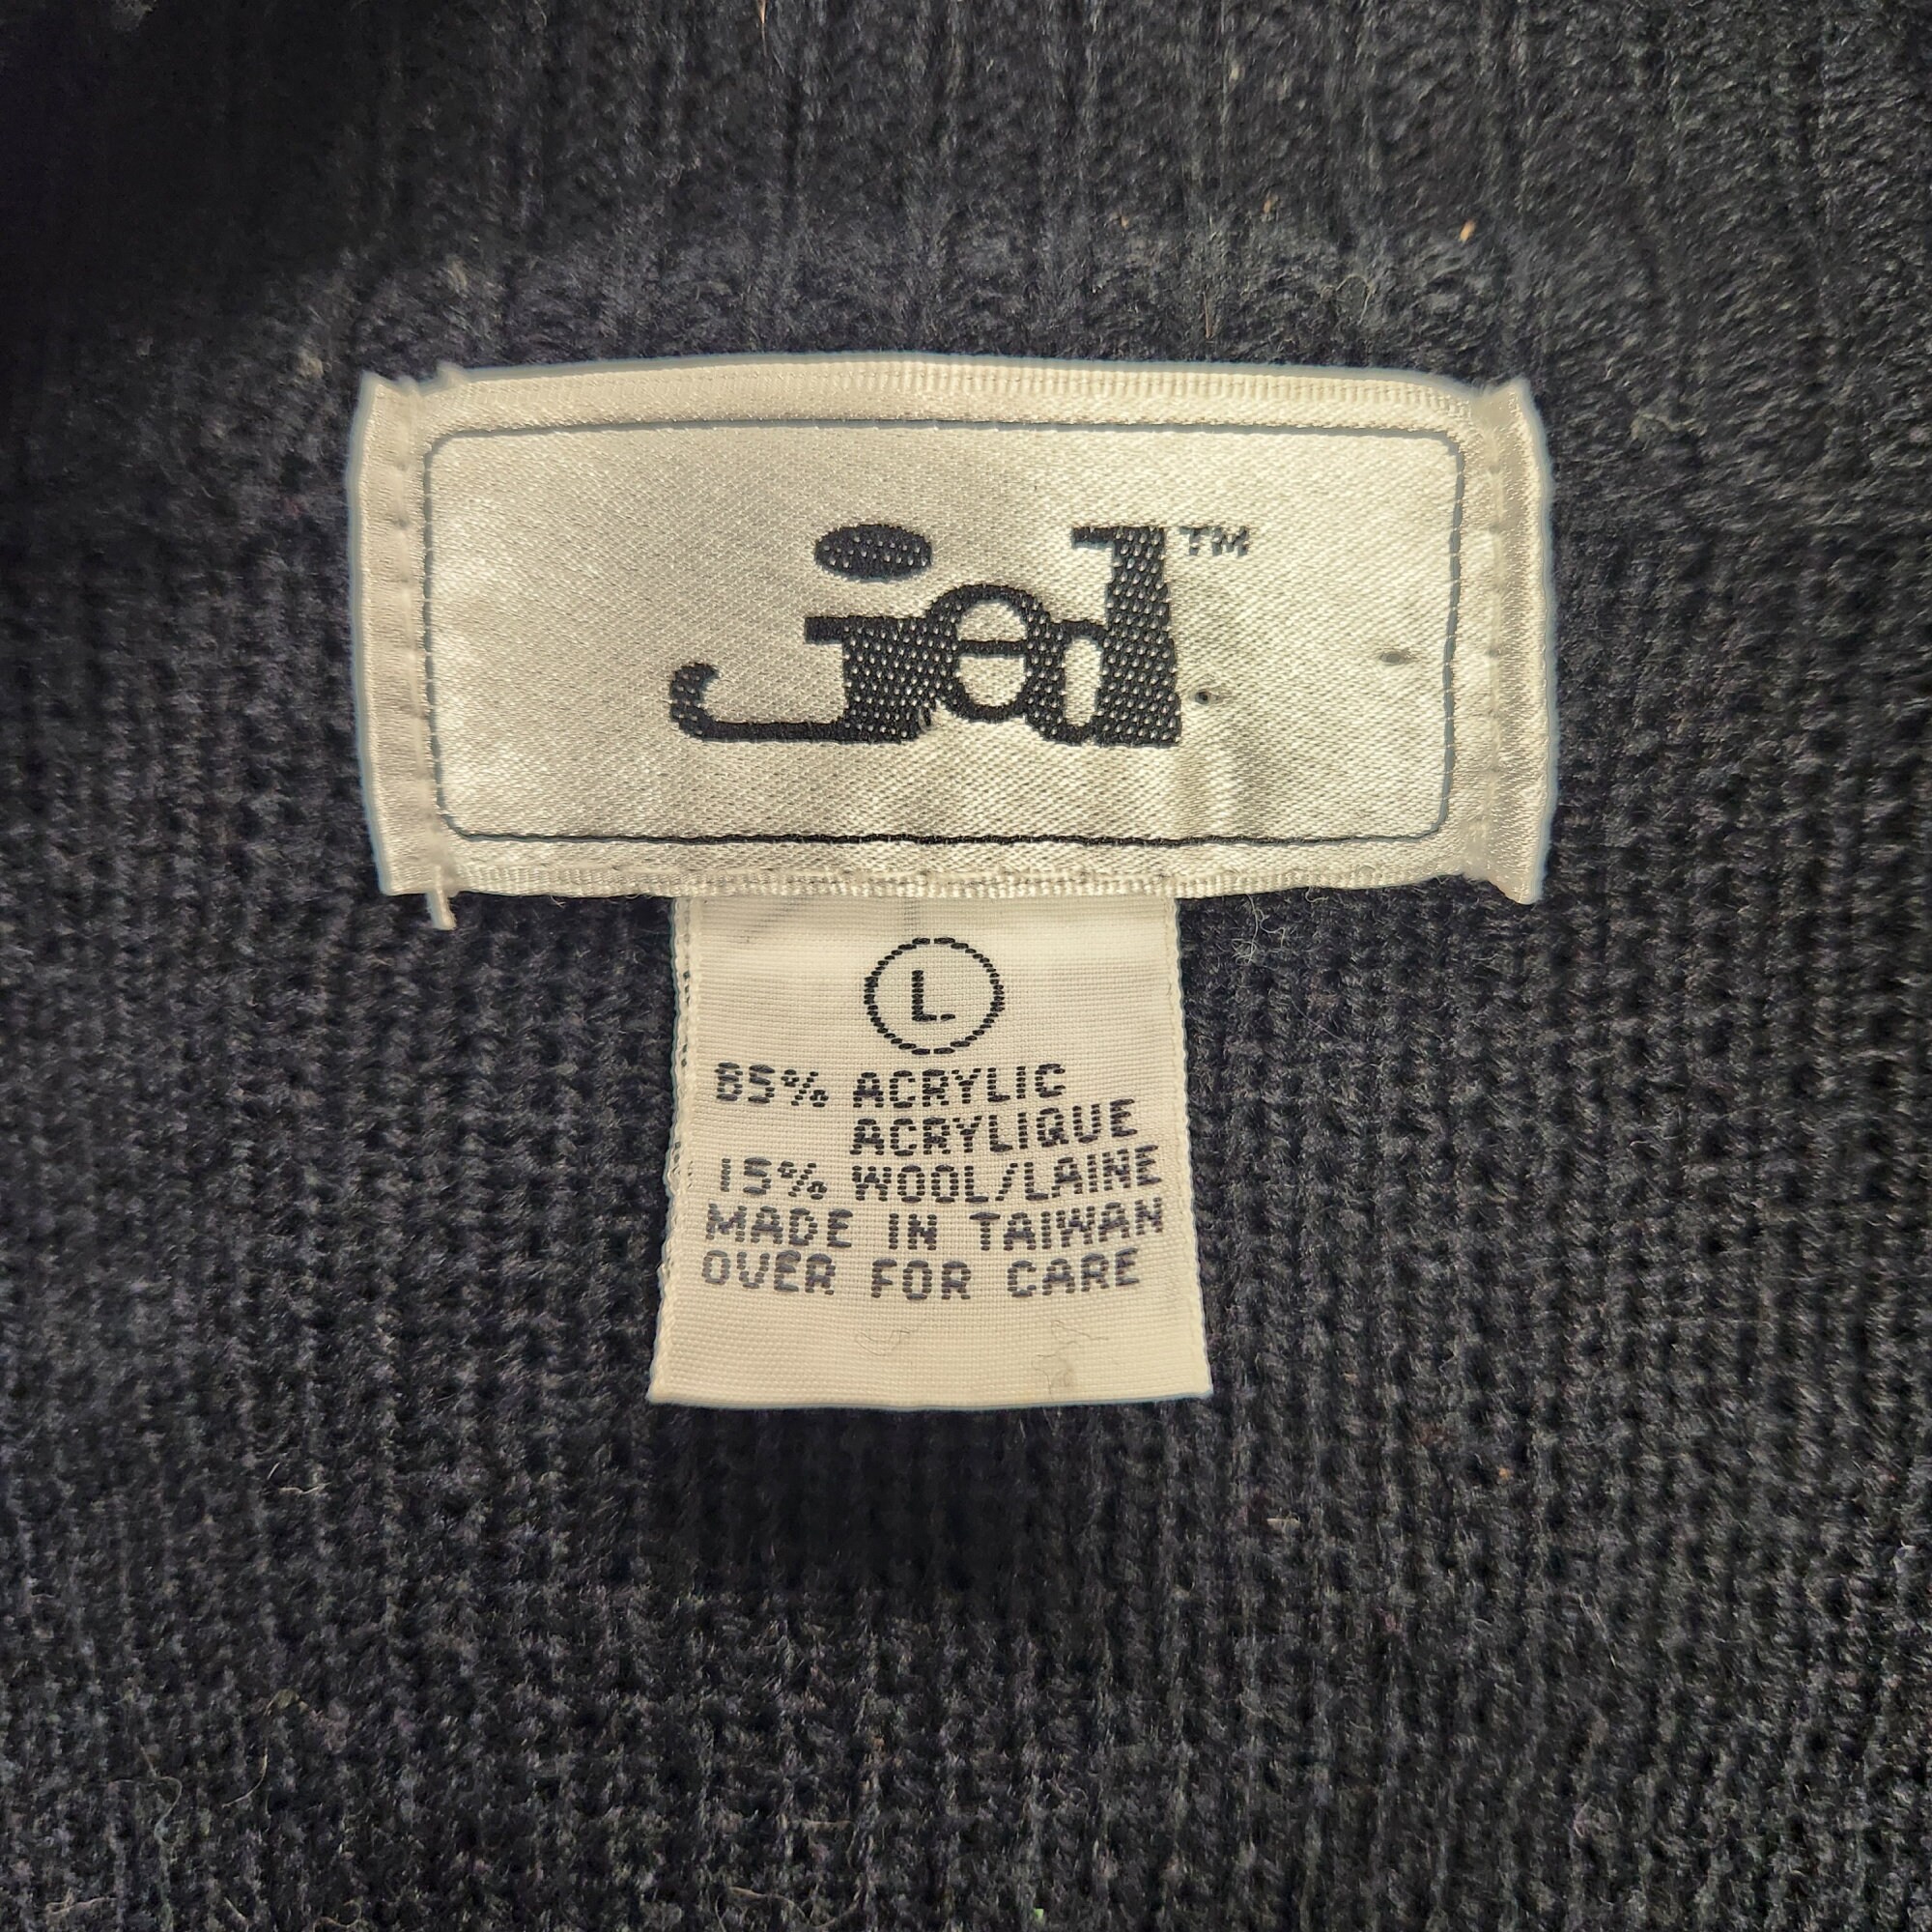 jed™
L
85% ACRYLIC
ACRYLIQUE
15% WOOL/LAINE
MADE IN TAIWAN
OVER FOR CARE